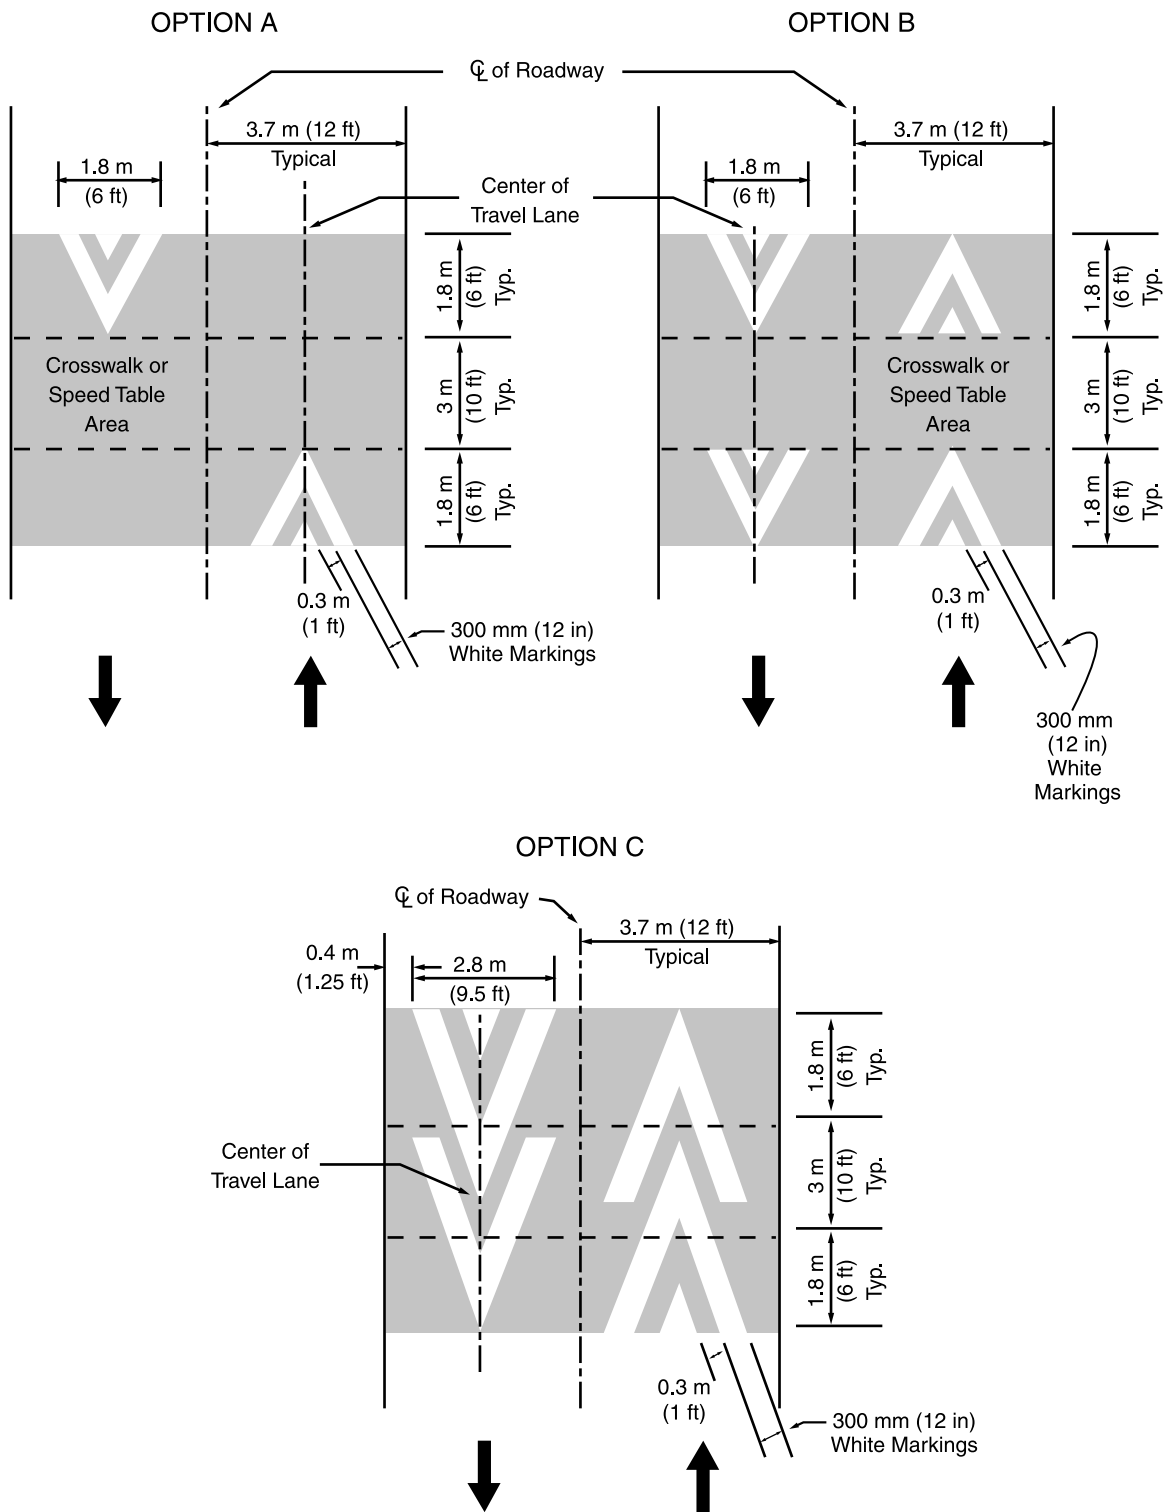 OPTION A
OPTION B
℄ of Roadway
3.7 m (12 ft)
Typical
3.7 m (12 ft)
Typical
1.8 m
(6 ft)
1.8 m
(6 ft)
Center of
Travel Lane
1.8 m
(6 ft)
Typ.
1.8 m
(6 ft)
Typ.
Crosswalk or
Speed Table
Area
3 m
(10 ft)
Typ.
Crosswalk or
Speed Table
Area
3 m
(10 ft)
Typ.
1.8 m
(6 ft)
Typ.
1.8 m
(6 ft)
Typ.
0.3 m
(1 ft)
300 mm (12 in)
White Markings
0.3 m
(1 ft)
300 mm
(12 in)
White
Markings
OPTION C
℄ of Roadway
3.7 m (12 ft)
Typical
0.4 m
(1.25 ft)
2.8 m
(9.5 ft)
1.8 m
(6 ft)
Typ.
Center of
Travel Lane
3 m
(10 ft)
Typ.
1.8 m
(6 ft)
Typ.
0.3 m
(1 ft)
300 mm (12 in)
White Markings